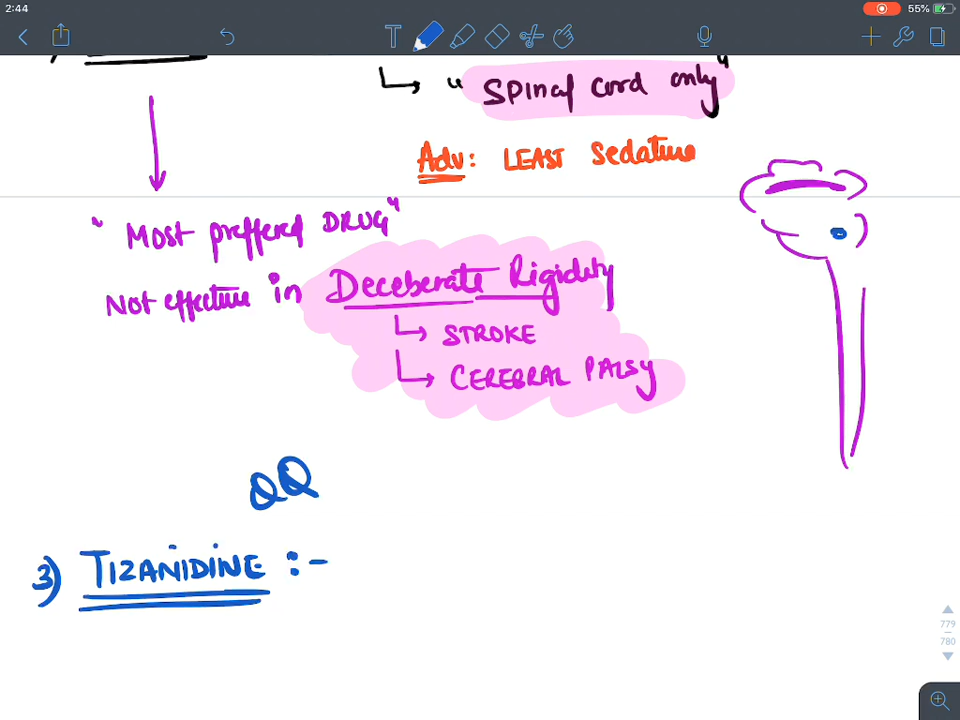 2:44
55%
T
" Spinal Cord only "
Adv: LEAST Sedative
" Most preffered DRUG "
Not effective in Deceberate Rigidity
STROKE
CEREBRAL PALSY
QQ
3) TIZANIDINE :-
779
780